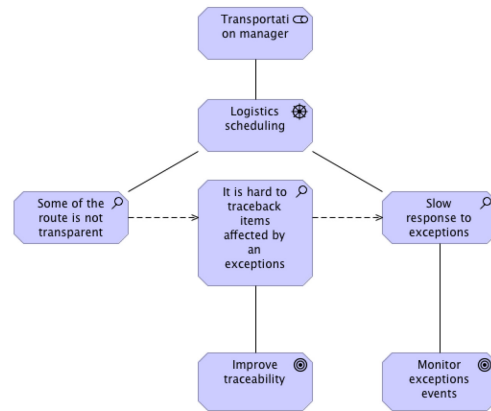 Transportati
on manager
Logistics
scheduling
Some of the
route is not
transparent
It is hard to
traceback
items
affected by
an
exceptions
Slow
response to
exceptions
Improve
traceability
Monitor
exceptions
events